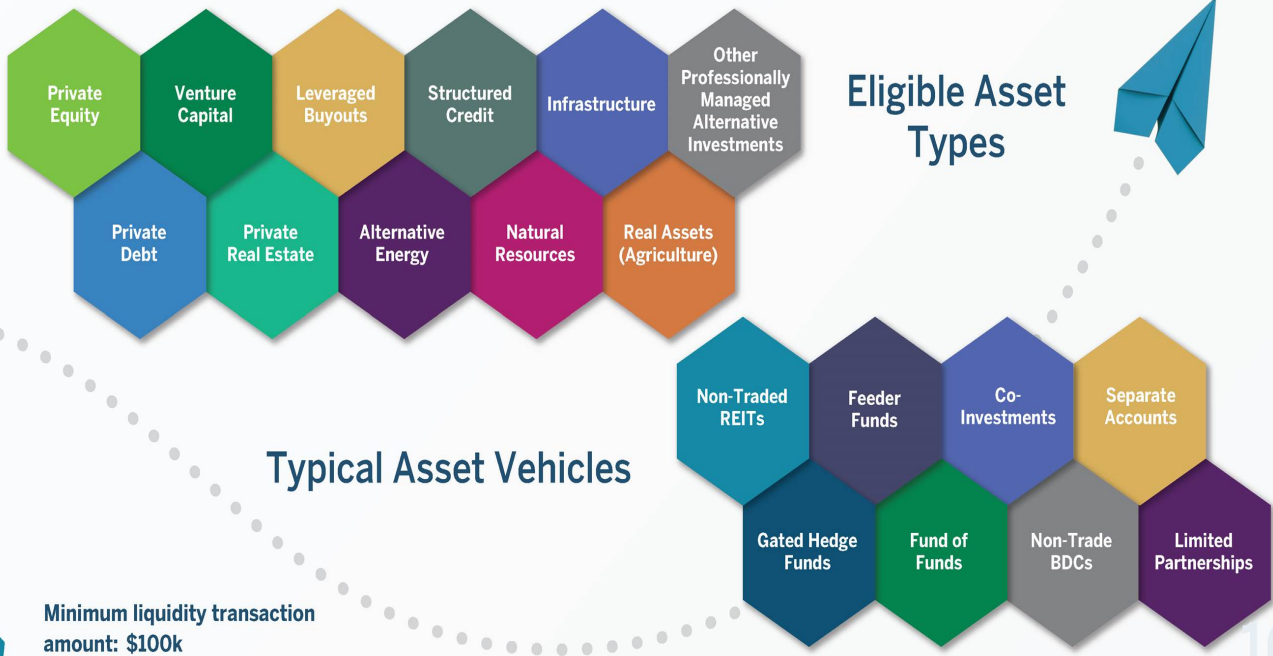 Private
Equity
Venture
Capital
Leveraged
Buyouts
Structured
Credit
Infrastructure
Other
Professionally
Managed
Alternative
Investments
Eligible Asset
Types
Private
Debt
Private
Real Estate
Alternative
Energy
Natural
Resources
Real Assets
(Agriculture)
Typical Asset Vehicles
Non-Traded
REITs
Feeder
Funds
Co-
Investments
Separate
Accounts
Gated Hedge
Funds
Fund of
Funds
Non-Trade
BDCs
Limited
Partnerships
Minimum liquidity transaction
amount: $100k